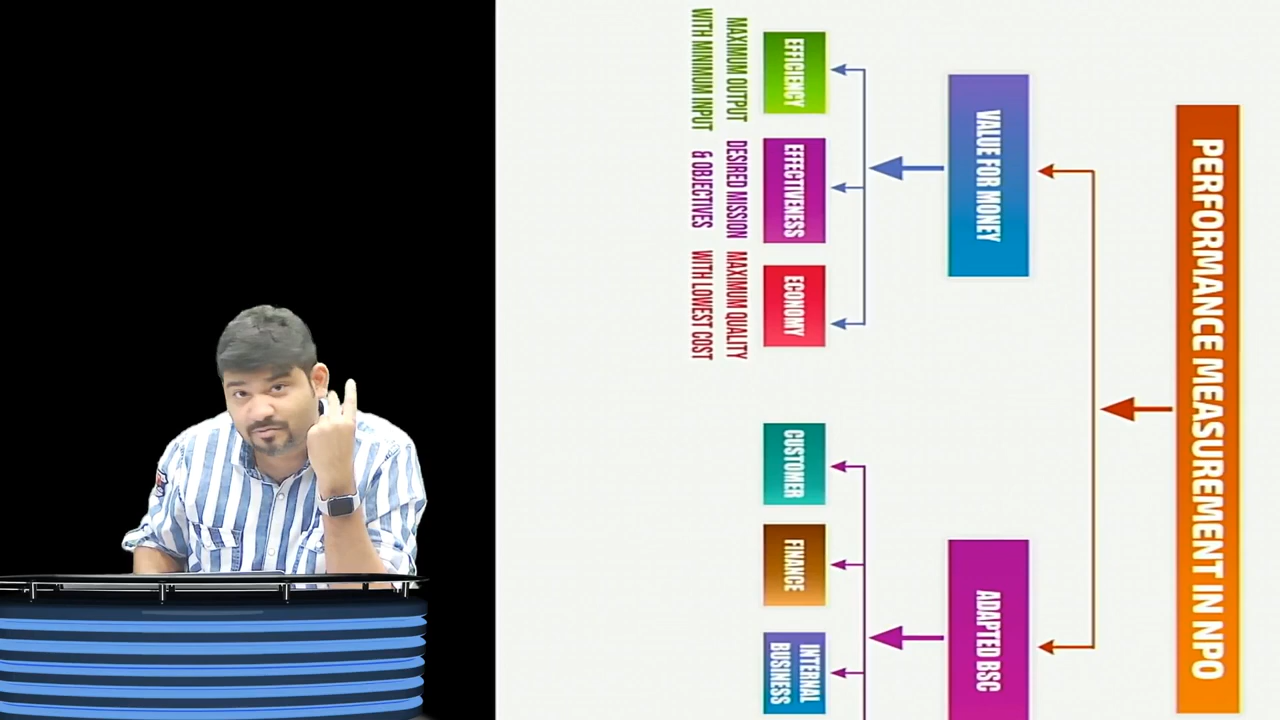 PERFORMANCE MEASUREMENT IN NPO
VALUE FOR MONEY
ADAPTED BSC
EFFICIENCY
EFFECTIVENESS
ECONOMY
CUSTOMER
FINANCE
INTERNAL
BUSINESS
MAXIMUM OUTPUT
WITH MINIMUM INPUT
DESIRED MISSION
& OBJECTIVES
MAXIMUM QUALITY
WITH LOWEST COST